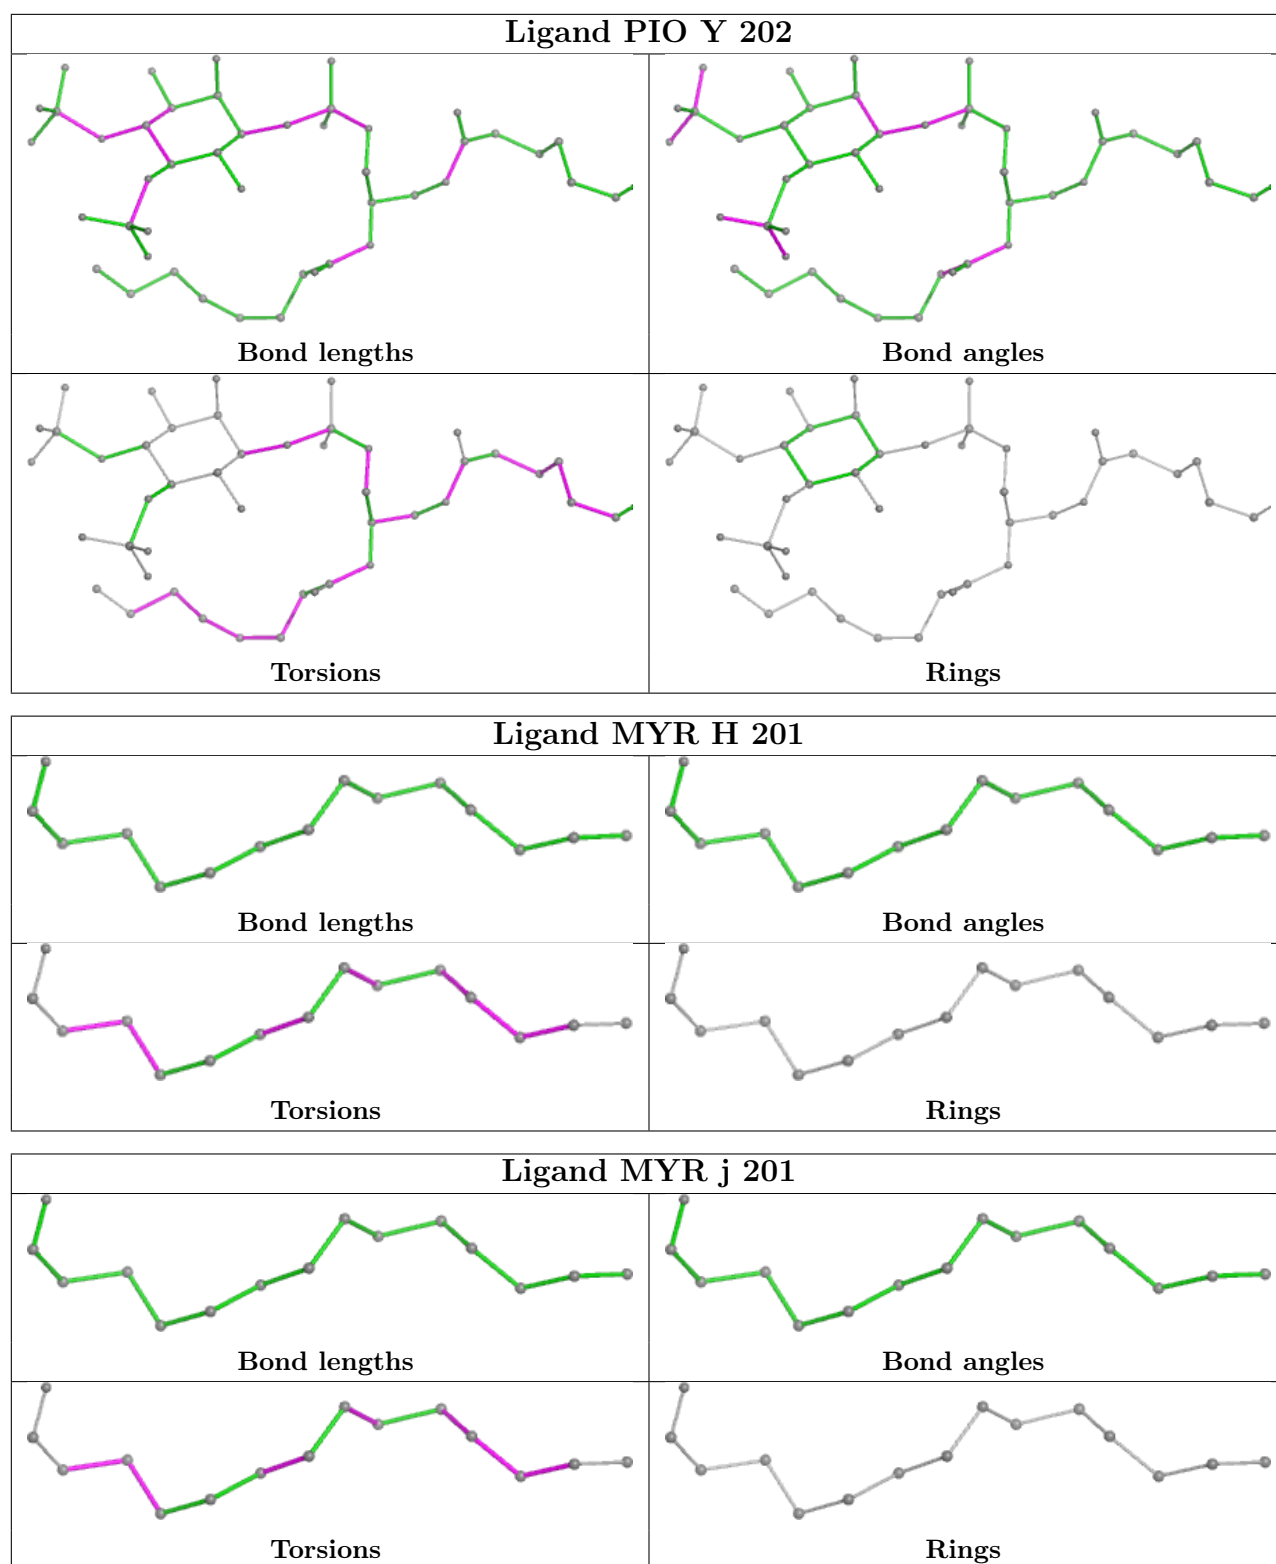 Ligand PIO Y 202
Bond lengths
Bond angles
Torsions
Rings
Ligand MYR H 201
Bond lengths
Bond angles
Torsions
Rings
Ligand MYR j 201
Bond lengths
Bond angles
Torsions
Rings